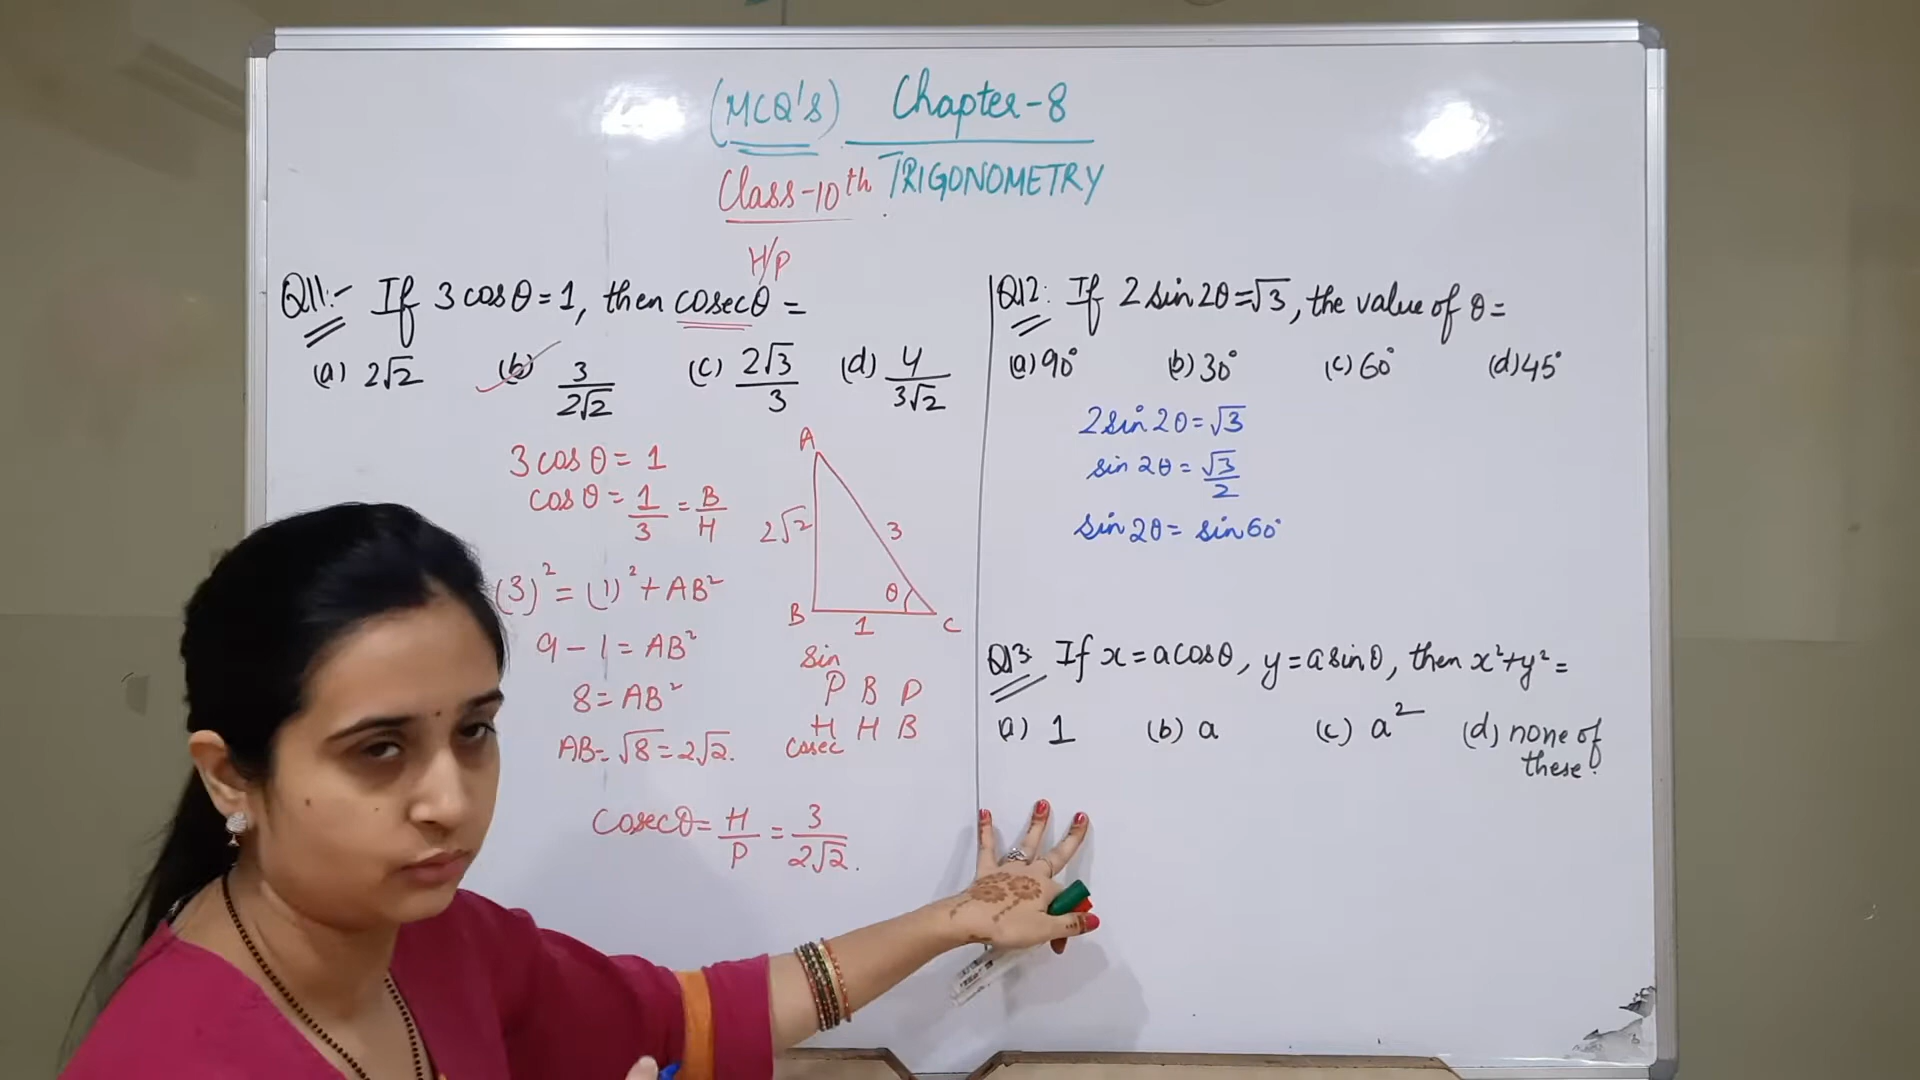 (MCQ's) Chapter-8
Class-10th TRIGONOMETRY
H/P
Q11:- If 3 cos θ = 1, then cosec θ =
(a) 2√2 (b) 3/2√2 (c) 2√3/3 (d) 4/3√2
3 cos θ = 1
cos θ = 1/3 = B/H
(3)² = (1)² + AB²
9 - 1 = AB²
8 = AB²
AB = √8 = 2√2.
A
2√2
3
θ
B
1
C
sin
P B P
H H B
Cosec
Cosec θ = H/P = 3/2√2.
Q12: If 2 sin 2θ = √3, the value of θ =
(a) 90° (b) 30° (c) 60° (d) 45°
2 sin 2θ = √3
sin 2θ = √3/2
sin 2θ = sin 60°
Q13: If x = a cos θ, y = a sin θ, then x² + y² =
(a) 1 (b) a (c) a² (d) none of
these.